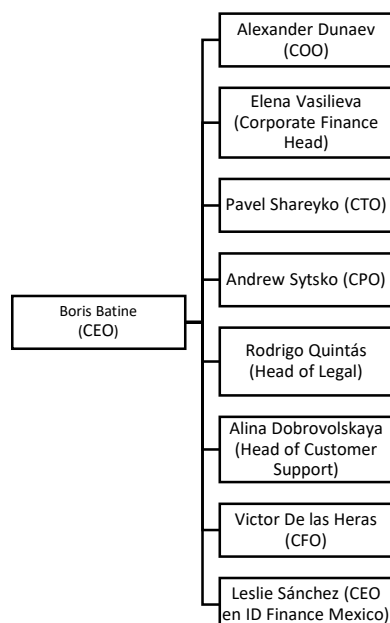 Alexander Dunaev
(COO)
Elena Vasilieva
(Corporate Finance
Head)
Pavel Shareyko (CTO)
Andrew Sytsko (CPO)
Boris Batine
(CEO)
Rodrigo Quintás
(Head of Legal)
Alina Dobrovolskaya
(Head of Customer
Support)
Victor De las Heras
(CFO)
Leslie Sánchez (CEO
en ID Finance Mexico)